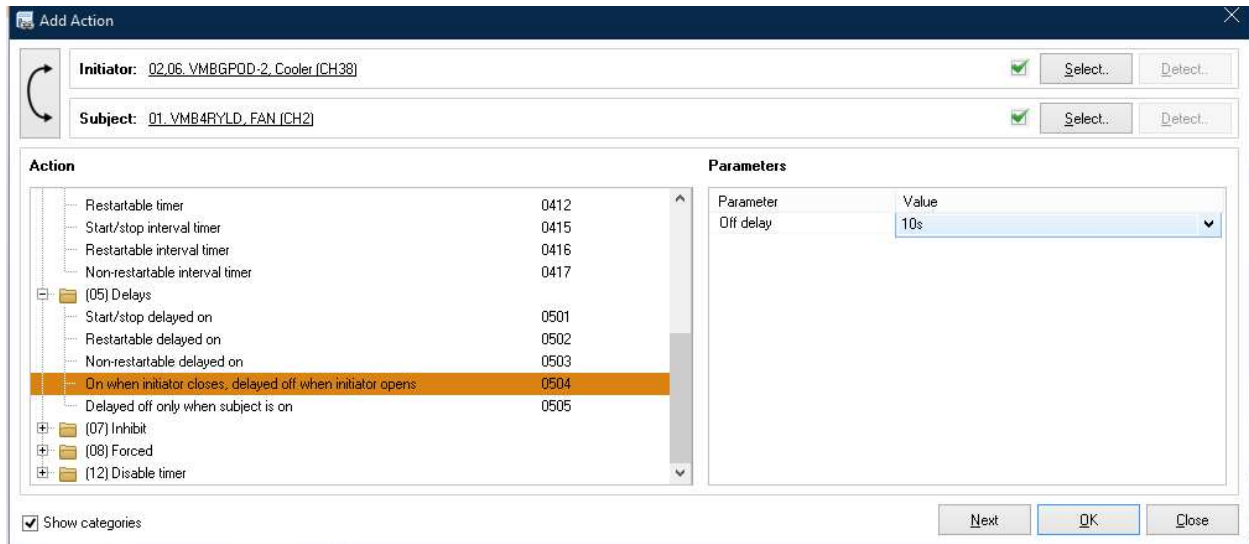 Add Action
Initiator: 02,06. VMBGPOD-2, Cooler (CH38) Select.. Detect..
Subject: 01. VMB4RYLD, FAN (CH2) Select.. Detect..
Action Parameters
Restartable timer 0412
Start/stop interval timer 0415
Restartable interval timer 0416
Non-restartable interval timer 0417
(05) Delays
Start/stop delayed on 0501
Restartable delayed on 0502
Non-restartable delayed on 0503
On when initiator closes, delayed off when initiator opens 0504
Delayed off only when subject is on 0505
(07) Inhibit
(08) Forced
(12) Disable timer
Parameter Value
Off delay 10s
Show categories Next OK Close